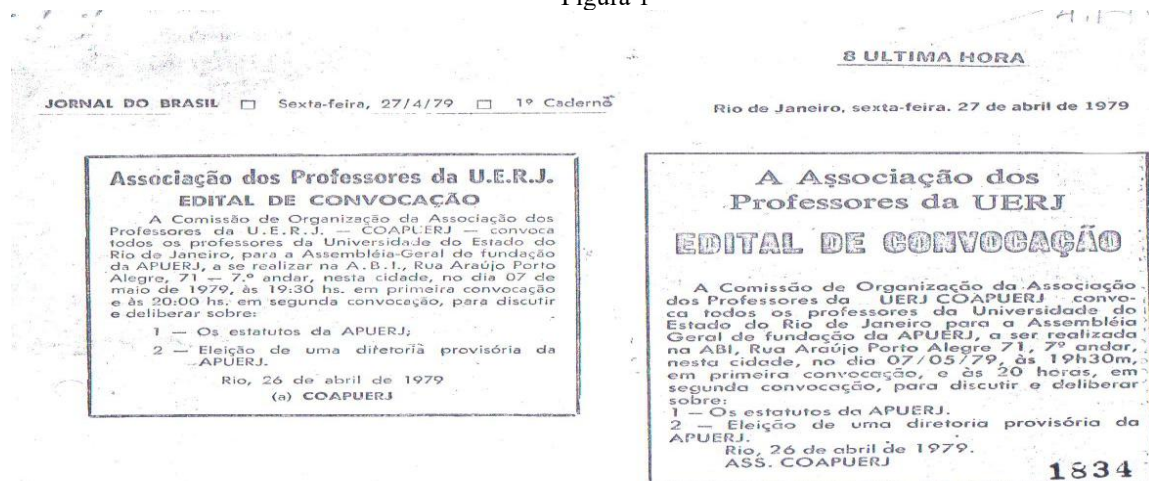 Figura 1
8 ULTIMA HORA
JORNAL DO BRASIL □ Sexta-feira, 27/4/79 □ 1º Caderno
Rio de Janeiro, sexta-feira. 27 de abril de 1979
Associação dos Professores da U.E.R.J.
EDITAL DE CONVOCAÇÃO
A Comissão de Organização da Associação dos
Professores da U.E.R.J. — COAPUERJ — convoca
todos os professores da Universidade do Estado do
Rio de Janeiro, para a Assembléia-Geral de fundação
da APUERJ, a se realizar na A.B.I., Rua Araújo Porto
Alegre, 71 — 7.º andar, nesta cidade, no dia 07 de
maio de 1979, às 19:30 hs. em primeira convocação
e às 20:00 hs. em segunda convocação, para discutir
e deliberar sobre:
1 — Os estatutos da APUERJ;
2 — Eleição de uma diretoria provisória da
APUERJ.
Rio, 26 de abril de 1979
(a) COAPUERJ
A Associação dos
Professores da UERJ
EDITAL DE CONVOCAÇÃO
A Comissão de Organização da Associação
dos Professores da UERJ COAPUERJ convo-
ca todos os professores da Universidade do
Estado do Rio de Janeiro para a Assembléia
Geral de fundação da APUERJ, a ser realizada
na ABI, Rua Araújo Porto Alegre 71, 7º andar,
nesta cidade, no dia 07/05/79, às 19h30m,
em primeira convocação, e às 20 horas, em
segunda convocação, para discutir e deliberar
sobre:
1 — Os estatutos da APUERJ.
2 — Eleição de uma diretoria provisória da
APUERJ.
Rio, 26 de abril de 1979.
ASS. COAPUERJ
1834